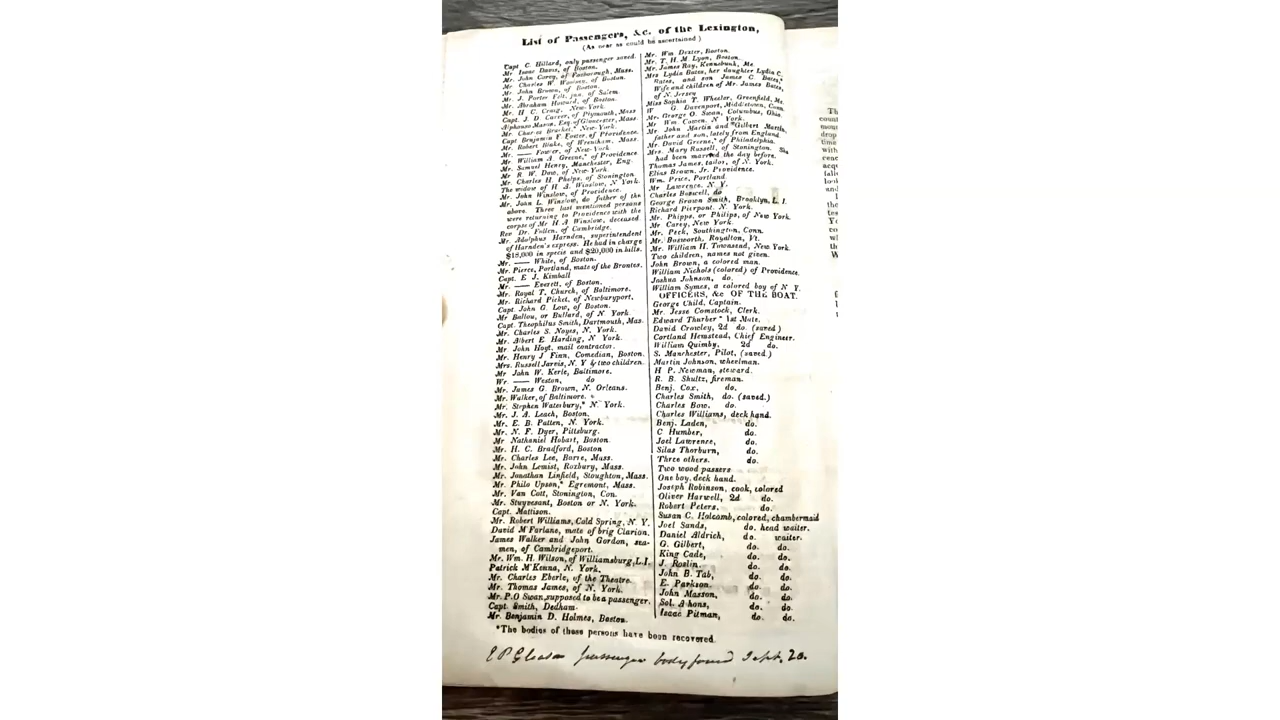 List of Passengers, &c. of the Lexington,
(As near as could be ascertained)
Capt C. Hillard, only passenger saved.
Mr Isaac Davis, of Boston.
Mr. John Corey, of Foxborough, Mass.
Mr Charles W. Woolsey, of Boston.
Mr John Brown, of Boston.
Mr. J. Porter Felt, jun. of Salem.
Mr. Abraham Howard, of Boston.
Mr. H C. Craig, New-York.
Capt. J. D. Carver, of Plymouth, Mass
Alphonso Mason, Esq. of Gloucester, Mass.
Mr. Charles Bracket,* New-York.
Capt Benjamin F. Foster, of Providence.
Mr. Robert Blake, of Wrentham, Mass.
Mr. —— Fowler, of New-York
Mr. William A. Greene,* of Providence
Mr. Samuel Henry, Manchester, Eng.
Mr R W. Dow, of New-York.
Mr. Charles H. Phelps, of Stonington
The widow of H A. Winslow, N York.
Mr. John Winslow, of Providence.
Mr. John L. Winslow, do father of the
above. Three last mentioned persons
were returning to Providence with the
corpse of Mr H A Winslow, deceased.
Rev Dr. Follen, of Cambridge.
Mr. Adolphus Harnden, superintendent
of Harnden's express. He had in charge
$18,000 in specie and $20,000 in bills.
Mr. —— White, of Boston.
Mr. Pierce, Portland, mate of the Brontes.
Capt. E J. Kimball
Mr. —— Everett, of Boston.
Mr. Royal T. Church, of Baltimore.
Mr. Richard Picket, of Newburyport.
Capt. John G. Low, of Boston.
Mr Ballou, or Bullard, of N York
Capt. Theophilus Smith, Dartmouth, Mas
Mr. Charles S. Noyes, N. York.
Mr. Albert E. Harding, N York.
Mr. John Hoyt, mail contractor.
Mr. Henry J Finn, Comedian, Boston.
Mrs. Russell Jarvis, N. Y & two children.
Mr John W. Kerle, Baltimore.
Wr. —— Weston, do
Mr. James G. Brown, N. Orleans.
Mr. Walker, of Baltimore.
Mr. Stephen Waterbury,* N. York.
Mr. J. A. Leach, Boston.
Mr. E. B. Patten, N. York.
Mr. N. F. Dyer, Pittsburg.
Mr Nathaniel Hobart, Boston
Mr. H. C. Bradford, Boston
Mr. Charles Lee, Barre, Mass.
Mr. John Lemist, Roxbury, Mass.
Mr. Jonathan Linfield, Stoughton, Mass.
Mr. Philo Upson,* Egremont, Mass.
Mr. Van Cott, Stonington, Con.
Mr. Stuyvesant, Boston or N. York.
Capt. Mattison.
Mr. Robert Williams, Cold Spring, N. Y.
David M'Farlane, mate of brig Clarion.
James Walker and John Gordon, sea-
men, of Cambridgeport.
Mr. Wm. H. Wilson, of Williamsburg, L.I.
Patrick M'Kenna, N. York.
Mr. Charles Eberle, of the Theatre.
Mr. Thomas James, of N. York.
Mr. P.O Swan, supposed to be a passenger.
Capt. Smith, Dedham.
Mr. Benjamin D. Holmes, Boston.
Mr. Wm Dexter, Boston.
Mr. T. H. M Lyon, Boston.
Mr. James Ray, Kennebunk, Me.
Mrs Lydia Bates, her daughter Lydia C.
Bates, and son James C. Bates,*
Wife and children of Mr. James Bates,
of N. Jersey
Miss Sophia T. Wheeler, Greenfield, Ms.
W G. Davenport, Middletown, Conn.
Mr. George O. Swan, Columbus, Ohio.
Mr Wm. Cowen, N. York.
Mr. John Martin and *Gilbert Martin,
father and son, lately from England
Mr. David Greene,* of Philadelphia.
Mrs. Mary Russell, of Stonington. She
had been married the day before.
Thomas James, tailor, of N. York.
Elias Brown, Jr. Providence.
Wm. Price, Portland.
Mr Lawrence, N. Y.
Charles Boswell, do
George Brown Smith, Brooklyn, L. I.
Richard Pierpont, N. York.
Mr. Phipps, or Philips, of New York.
Mr Carey, New York.
Mr. Peck, Southington, Conn.
Mr. Bosworth, Royalton, Vt.
Mr. William H. Townsend, New York.
Two children, names not given.
John Brown, a colored man.
William Nichols (colored) of Providence.
Joshua Johnson, do.
William Symes, a colored boy of N. Y.
OFFICERS, &c OF THE BOAT.
George Child, Captain.
Mr. Jesse Comstock, Clerk.
Edward Thurber * 1st Mate.
David Crowley, 2d do. (saved)
Cortland Hemstead, Chief Engineer.
William Quimby, 2d do.
S. Manchester, Pilot, (saved.)
Martin Johnson, wheelman.
H P. Newman, steward.
R. B. Shultz, fireman.
Benj. Cox, do.
Charles Smith, do. (saved.)
Charles Bow. do.
Charles Williams, deck hand.
Benj. Laden, do.
C Humber, do.
Joel Lawrence, do.
Silas Thorburn, do.
Three others. do.
Two wood passers
One boy, deck hand.
Joseph Robinson, cook, colored
Oliver Harwell, 2d do.
Robert Peters. do.
Susan C. Holcomb, colored, chambermaid
Joel Sands, do. head waiter.
Daniel Aldrich, do. waiter.
G. Gilbert, do. do.
King Cade, do. do.
J. Roslin. do. do.
John B. Tab, do. do.
E. Parkson. do. do.
John Masson, do. do.
Sol. A hons, do. do.
Isaac Pitman, do. do.
*The bodies of those persons have been recovered.
E P Gleason passenger body found Sept. 20.